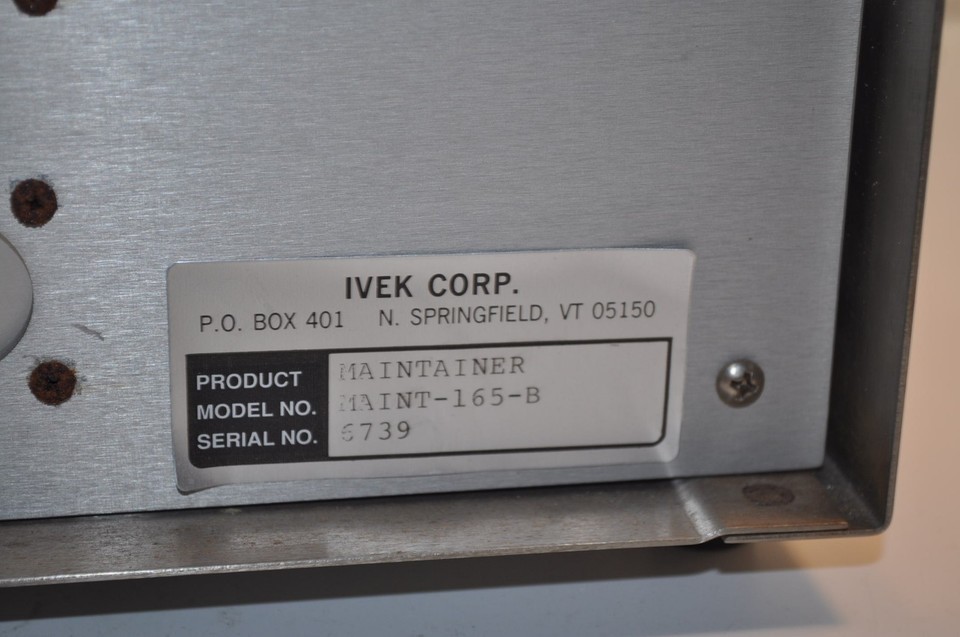 IVEK CORP.
P.O. BOX 401 N. SPRINGFIELD, VT 05150
PRODUCT MAINTAINER
MODEL NO. MAINT-165-B
SERIAL NO. 6739